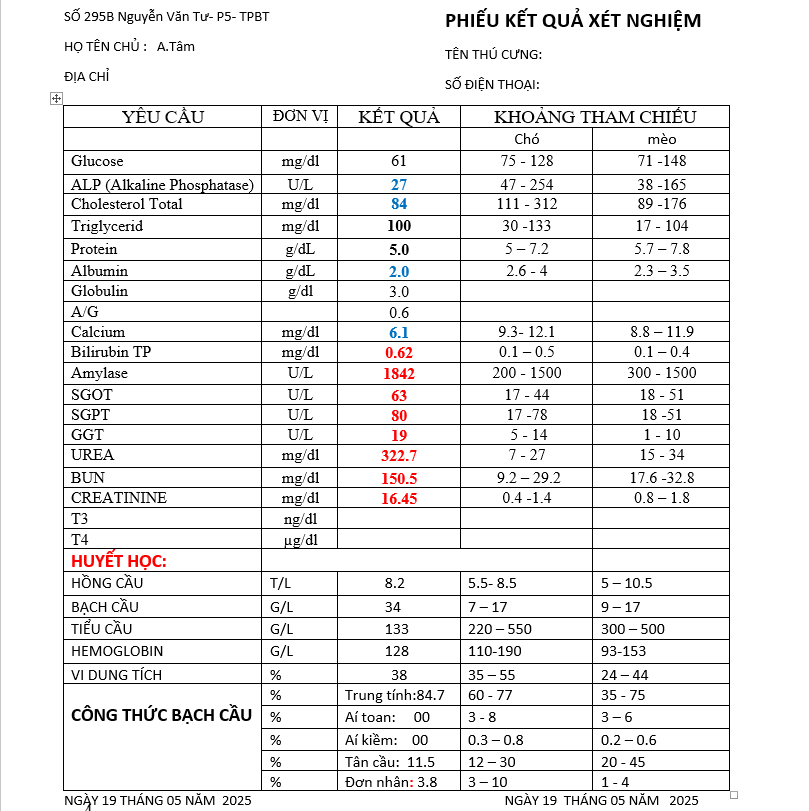 SỐ 295B Nguyễn Văn Tư- P5- TPBT
PHIẾU KẾT QUẢ XÉT NGHIỆM
HỌ TÊN CHỦ : A.Tâm
TÊN THÚ CƯNG:
ĐỊA CHỈ
SỐ ĐIỆN THOẠI:
YÊU CẦU ĐƠN VỊ KẾT QUẢ KHOẢNG THAM CHIẾU
Chó mèo
Glucose mg/dl 61 75 - 128 71 -148
ALP (Alkaline Phosphatase) U/L 27 47 - 254 38 -165
Cholesterol Total mg/dl 84 111 - 312 89 -176
Triglycerid mg/dl 100 30 -133 17 - 104
Protein g/dL 5.0 5 – 7.2 5.7 – 7.8
Albumin g/dL 2.0 2.6 - 4 2.3 – 3.5
Globulin g/dl 3.0
A/G 0.6
Calcium mg/dl 6.1 9.3- 12.1 8.8 – 11.9
Bilirubin TP mg/dl 0.62 0.1 – 0.5 0.1 – 0.4
Amylase U/L 1842 200 - 1500 300 - 1500
SGOT U/L 63 17 - 44 18 - 51
SGPT U/L 80 17 -78 18 -51
GGT U/L 19 5 - 14 1 - 10
UREA mg/dl 322.7 7 - 27 15 - 34
BUN mg/dl 150.5 9.2 – 29.2 17.6 -32.8
CREATININE mg/dl 16.45 0.4 -1.4 0.8 – 1.8
T3 ng/dl
T4 µg/dl
HUYẾT HỌC:
HỒNG CẦU T/L 8.2 5.5- 8.5 5 – 10.5
BẠCH CẦU G/L 34 7 – 17 9 – 17
TIỂU CẦU G/L 133 220 – 550 300 – 500
HEMOGLOBIN G/L 128 110-190 93-153
VI DUNG TÍCH % 38 35 – 55 24 – 44
CÔNG THỨC BẠCH CẦU % Trung tính:84.7 60 - 77 35 - 75
% Aí toan: 00 3 - 8 3 – 6
% Aí kiềm: 00 0.3 – 0.8 0.2 – 0.6
% Tân cầu: 11.5 12 – 30 20 - 45
% Đơn nhân: 3.8 3 – 10 1 - 4
NGÀY 19 THÁNG 05 NĂM 2025 NGÀY 19 THÁNG 05 NĂM 2025